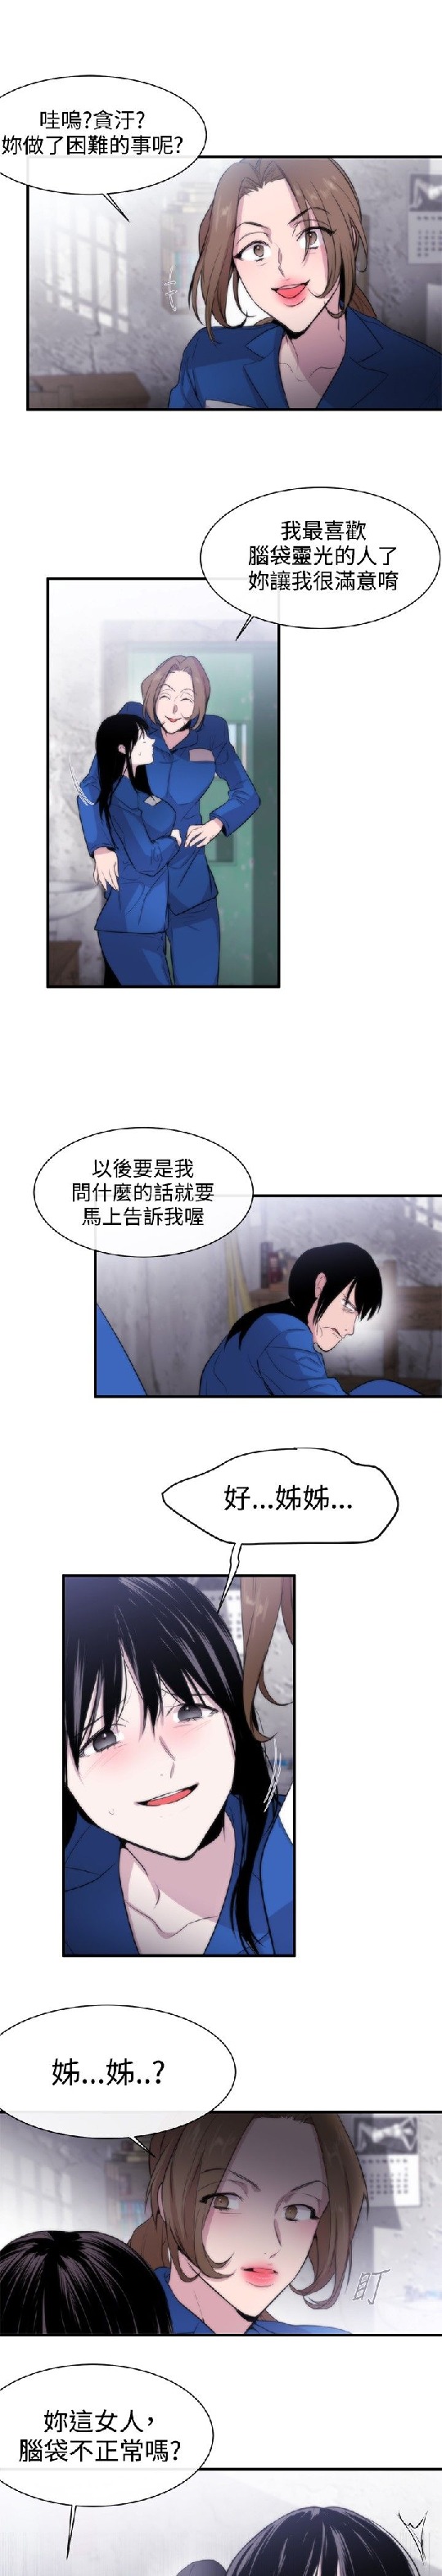 哇嗚?貪汙?
妳做了困難的事呢?
我最喜歡
腦袋靈光的人了
妳讓我很滿意唷
以後要是我
問什麼的話就要
馬上告訴我喔
好...姊姊...
姊...姊..?
盯
妳這女人,
腦袋不正常嗎?